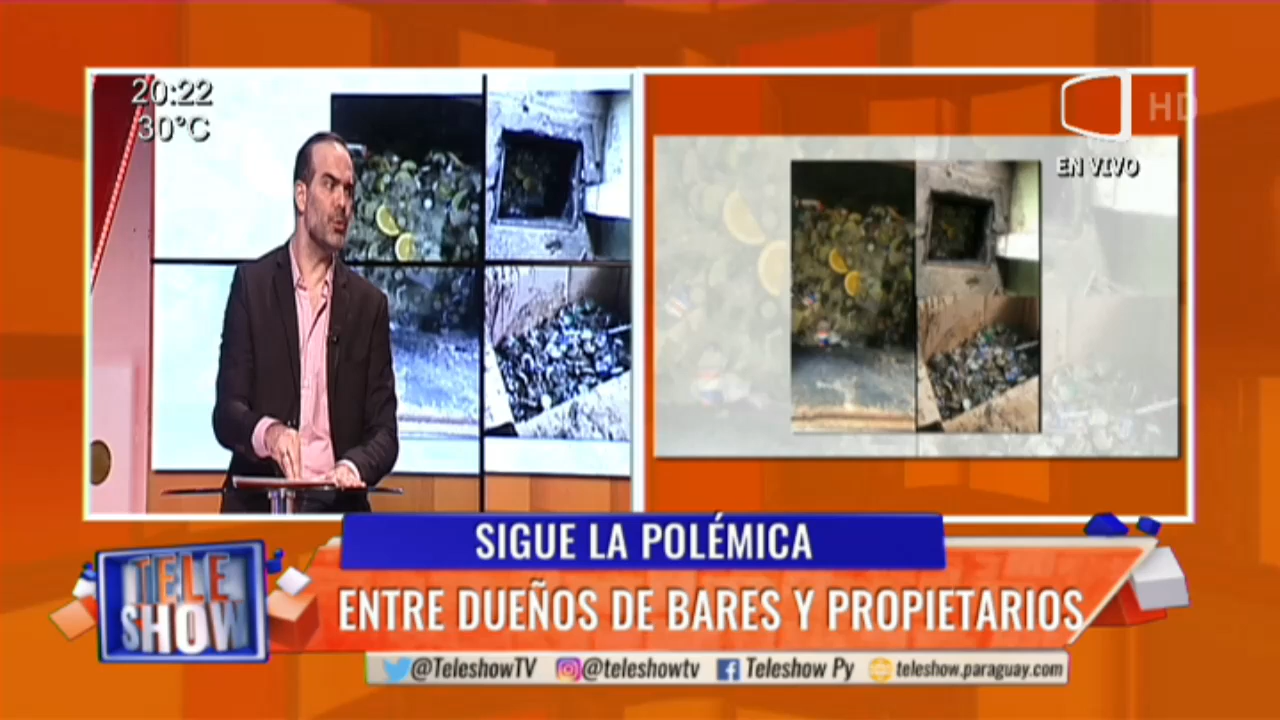 20:22
30°C
HD
EN VIVO
SIGUE LA POLÉMICA
ENTRE DUEÑOS DE BARES Y PROPIETARIOS
TELE
SHOW
@TeleshowTV @teleshowtv Teleshow Py teleshow.paraguay.com